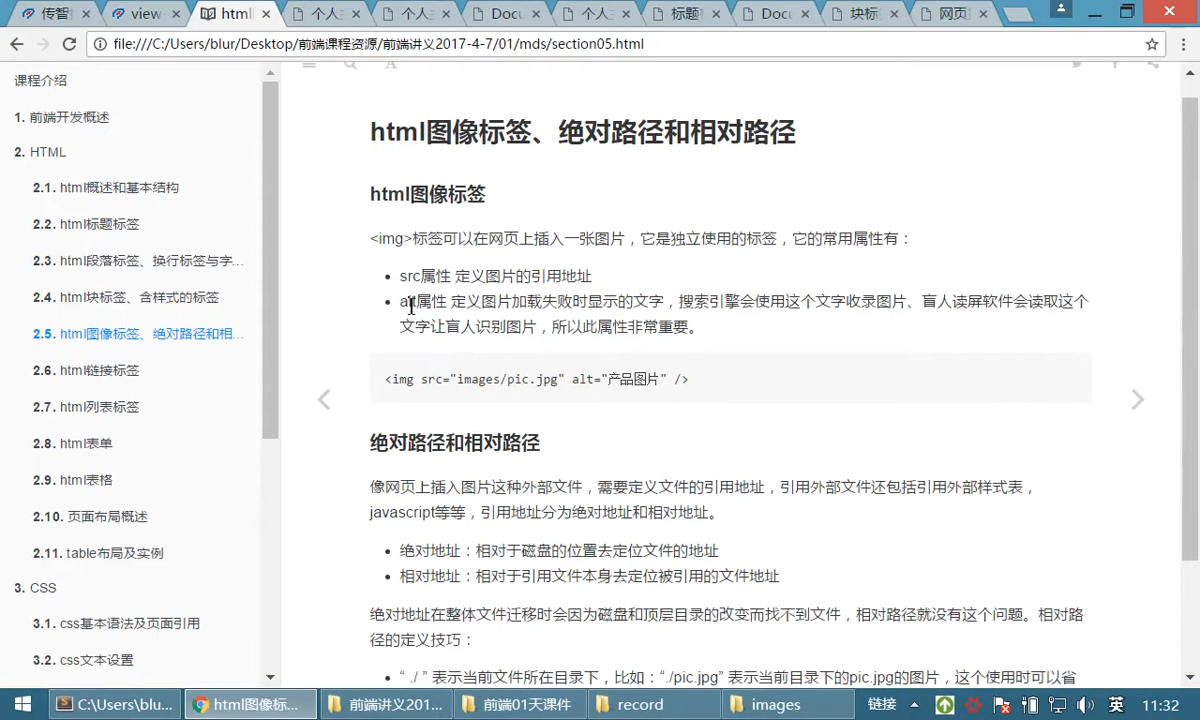 传智
view
html
个人
个人
Docu
个人
标题
Docu
块标
网页
file:///C:/Users/blur/Desktop/前端课程资源/前端讲义2017-4-7/01/mds/section05.html
课程介绍
1. 前端开发概述
2. HTML
2.1. html概述和基本结构
2.2. html标题标签
2.3. html段落标签、换行标签与字...
2.4. html块标签、含样式的标签
2.5. html图像标签、绝对路径和相...
2.6. html链接标签
2.7. html列表标签
2.8. html表单
2.9. html表格
2.10. 页面布局概述
2.11. table布局及实例
3. CSS
3.1. css基本语法及页面引用
3.2. css文本设置
html图像标签、绝对路径和相对路径
html图像标签
<img>标签可以在网页上插入一张图片，它是独立使用的标签，它的常用属性有：
• src属性 定义图片的引用地址
• alt属性 定义图片加载失败时显示的文字，搜索引擎会使用这个文字收录图片、盲人读屏软件会读取这个
文字让盲人识别图片，所以此属性非常重要。
<img src="images/pic.jpg" alt="产品图片" />
绝对路径和相对路径
像网页上插入图片这种外部文件，需要定义文件的引用地址，引用外部文件还包括引用外部样式表，
javascript等等，引用地址分为绝对地址和相对地址。
• 绝对地址：相对于磁盘的位置去定位文件的地址
• 相对地址：相对于引用文件本身去定位被引用的文件地址
绝对地址在整体文件迁移时会因为磁盘和顶层目录的改变而找不到文件，相对路径就没有这个问题。相对路
径的定义技巧：
• “ ./ ” 表示当前文件所在目录下，比如：“./pic.jpg” 表示当前目录下的pic.jpg的图片，这个使用时可以省
C:\Users\blu...
html图像标...
前端讲义201...
前端01天课件
record
images
链接
英
11:32